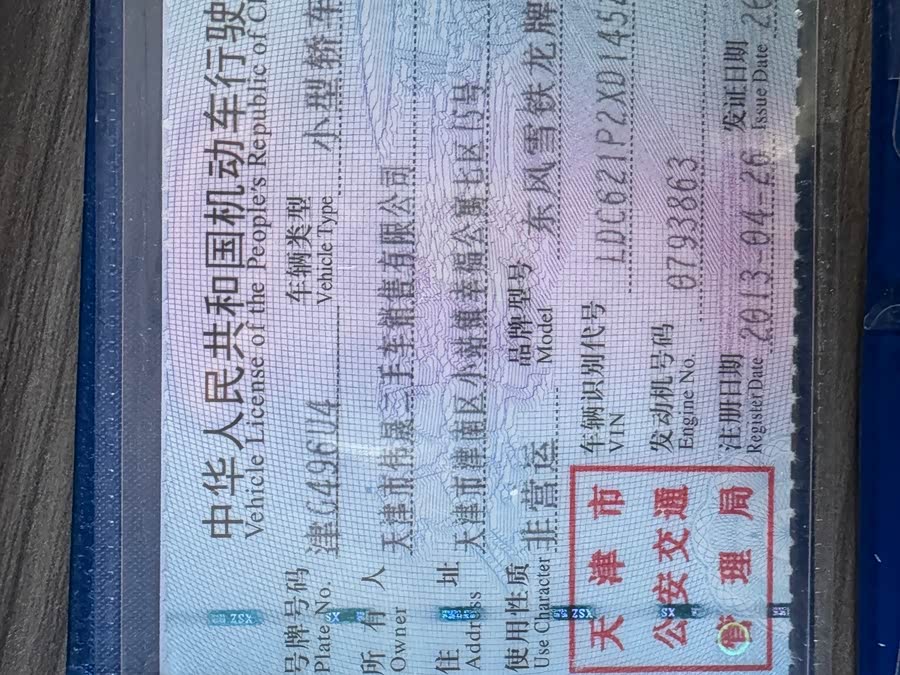 中华人民共和国机动车行驶
Vehicle License of the People's Republic of C
号牌号码 津G496U4 车辆类型 小型轿车
Plate No. Vehicle Type
所有人 天津市伟晟二手车销售有限公司
Owner
住址 天津市津南区小站镇幸福公寓七区15号
Address
使用性质 非营运 品牌型号 东风雪铁龙牌
Use Character Model
天津市
公安交通
管理局
车辆识别代号 LDC621P2XD1452
VIN
发动机号码 0793863
Engine No.
注册日期 2013-04-26 发证日期 20
Register Date Issue Date
XSZ